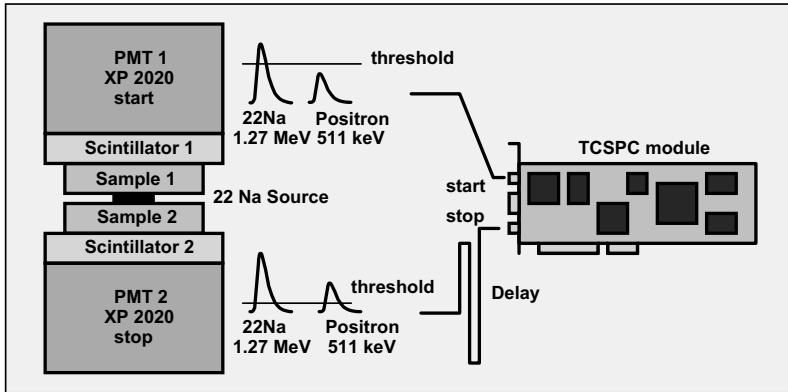 PMT 1
XP 2020
start
threshold
22Na
1.27 MeV
Positron
511 keV
Scintillator 1
Sample 1
22 Na Source
Sample 2
Scintillator 2
PMT 2
XP 2020
stop
threshold
22Na
1.27 MeV
Positron
511 keV
Delay
TCSPC module
start
stop